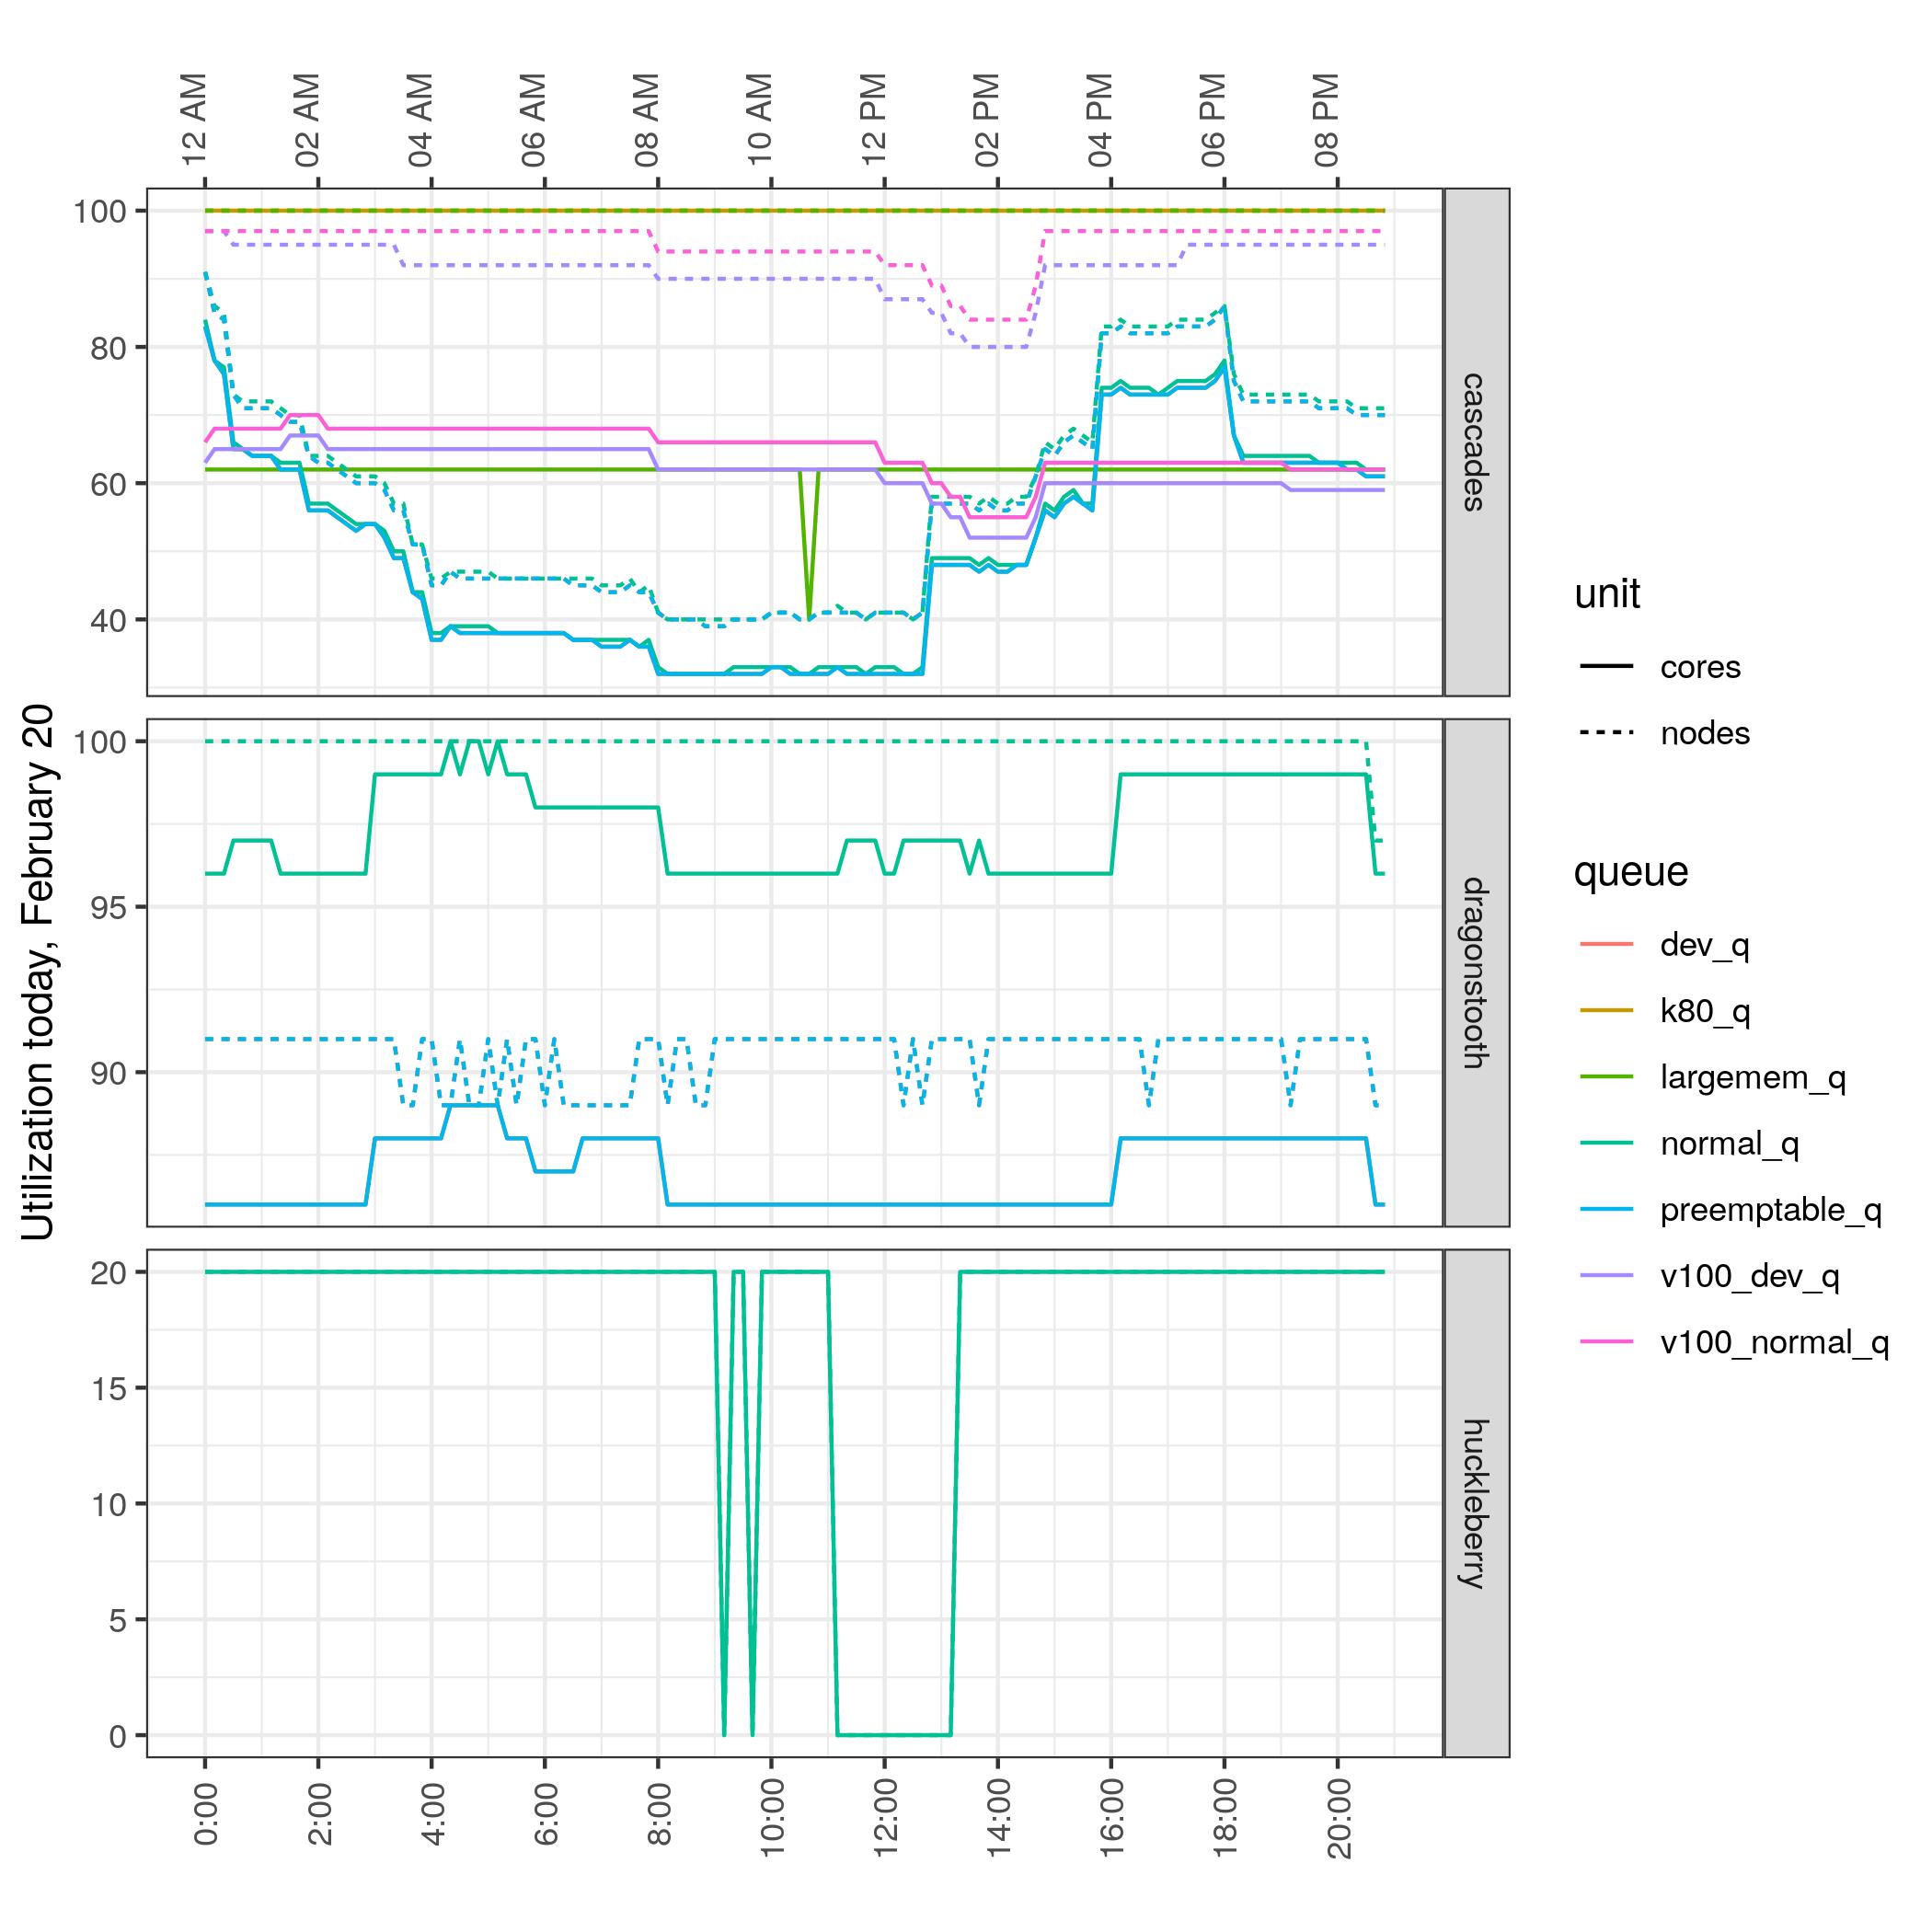 12 AM
02 AM
04 AM
06 AM
08 AM
10 AM
12 PM
02 PM
04 PM
06 PM
08 PM
Utilization today, February 20
100
80
60
40
cascades
100
95
90
dragonstooth
20
15
10
5
0
huckleberry
0:00
2:00
4:00
6:00
8:00
10:00
12:00
14:00
16:00
18:00
20:00
unit
cores
nodes
queue
dev_q
k80_q
largemem_q
normal_q
preemptable_q
v100_dev_q
v100_normal_q